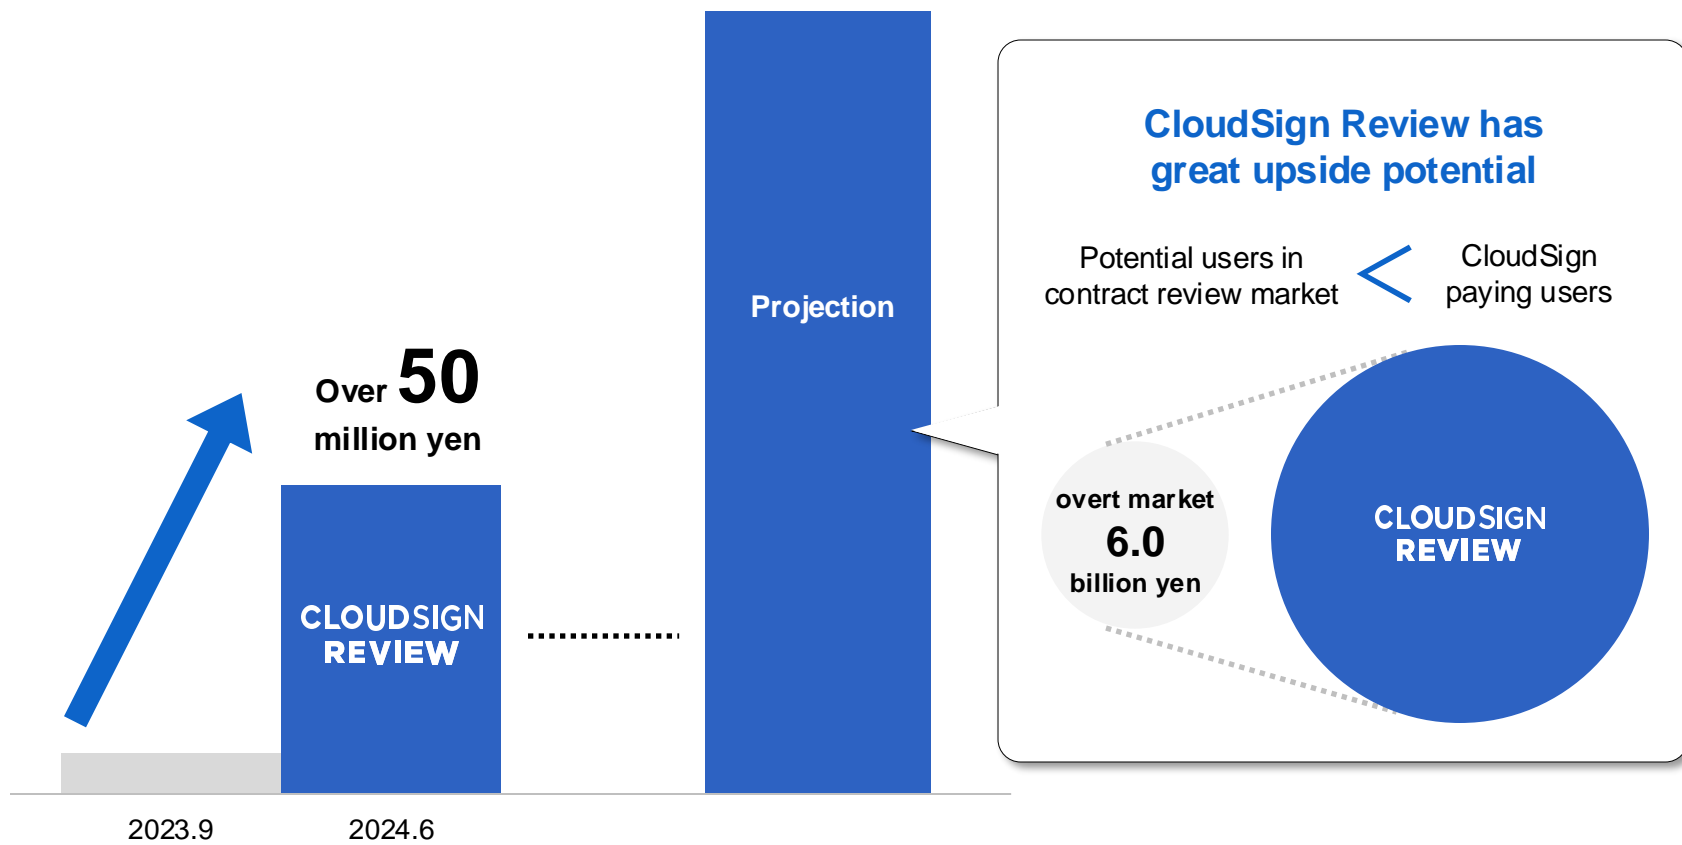 Over 50
million yen
CLOUDSIGN
REVIEW
2023.9
2024.6
Projection
CloudSign Review has
great upside potential
Potential users in
contract review market
CloudSign
paying users
overt market
6.0
billion yen
CLOUDSIGN
REVIEW